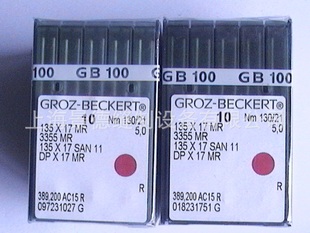 GB 100
GROZ-BECKERT®
10 Nm 130/21
135 X 17 MR 5,0
3355 MR
135 X 17 SAN 11
DP X 17 MR
R
389,200 AC15 R
097231027 G
GB 100
GROZ-BECKERT®
10 Nm 130/21
135 X 17 MR 5,0
3355 MR
135 X 17 SAN 11
DP X 17 MR
R
389,200 AC15 R
018231751 G